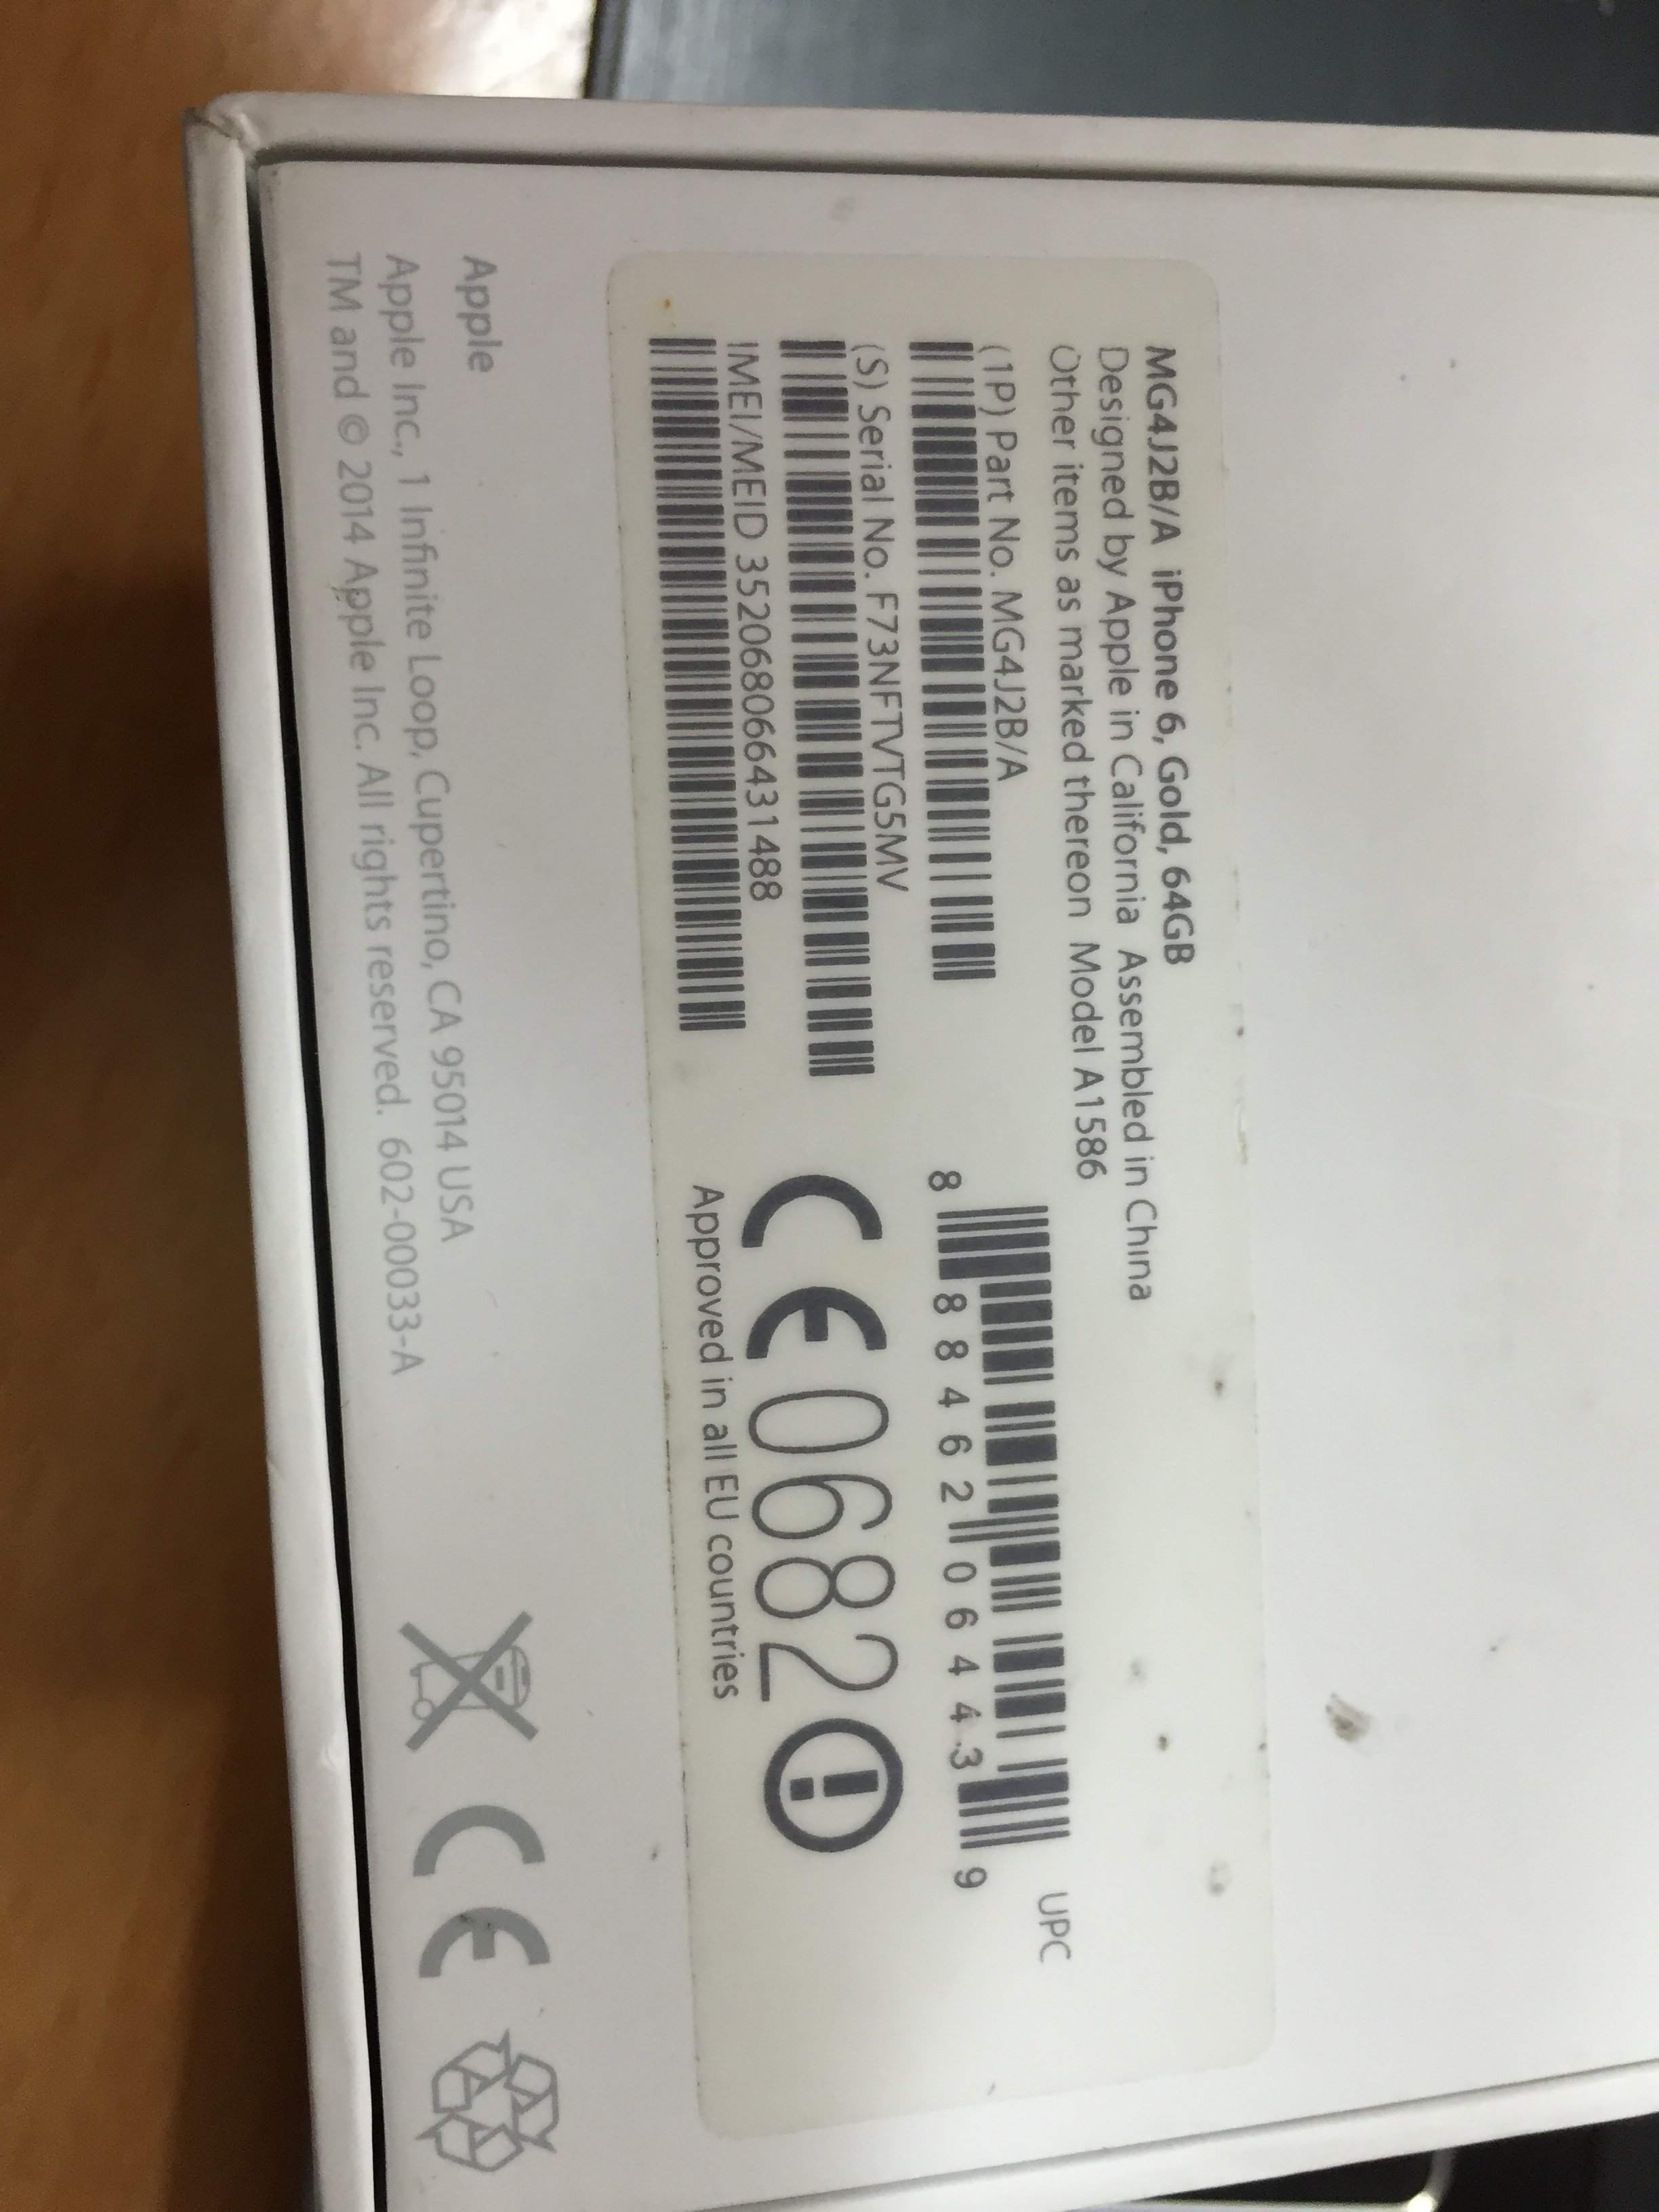 MG4J2B/A iPhone 6, Gold, 64GB
Designed by Apple in California Assembled in China
Other items as marked thereon Model A1586
(1P) Part No. MG4J2B/A
(S) Serial No. F73NFTVTG5MV
IMEI/MEID 352068066431488
UPC
8 88462 06443 9
CE0682
Approved in all EU countries
Apple
Apple Inc., 1 Infinite Loop, Cupertino, CA 95014 USA
TM and © 2014 Apple Inc. All rights reserved. 602-00033-A
CE